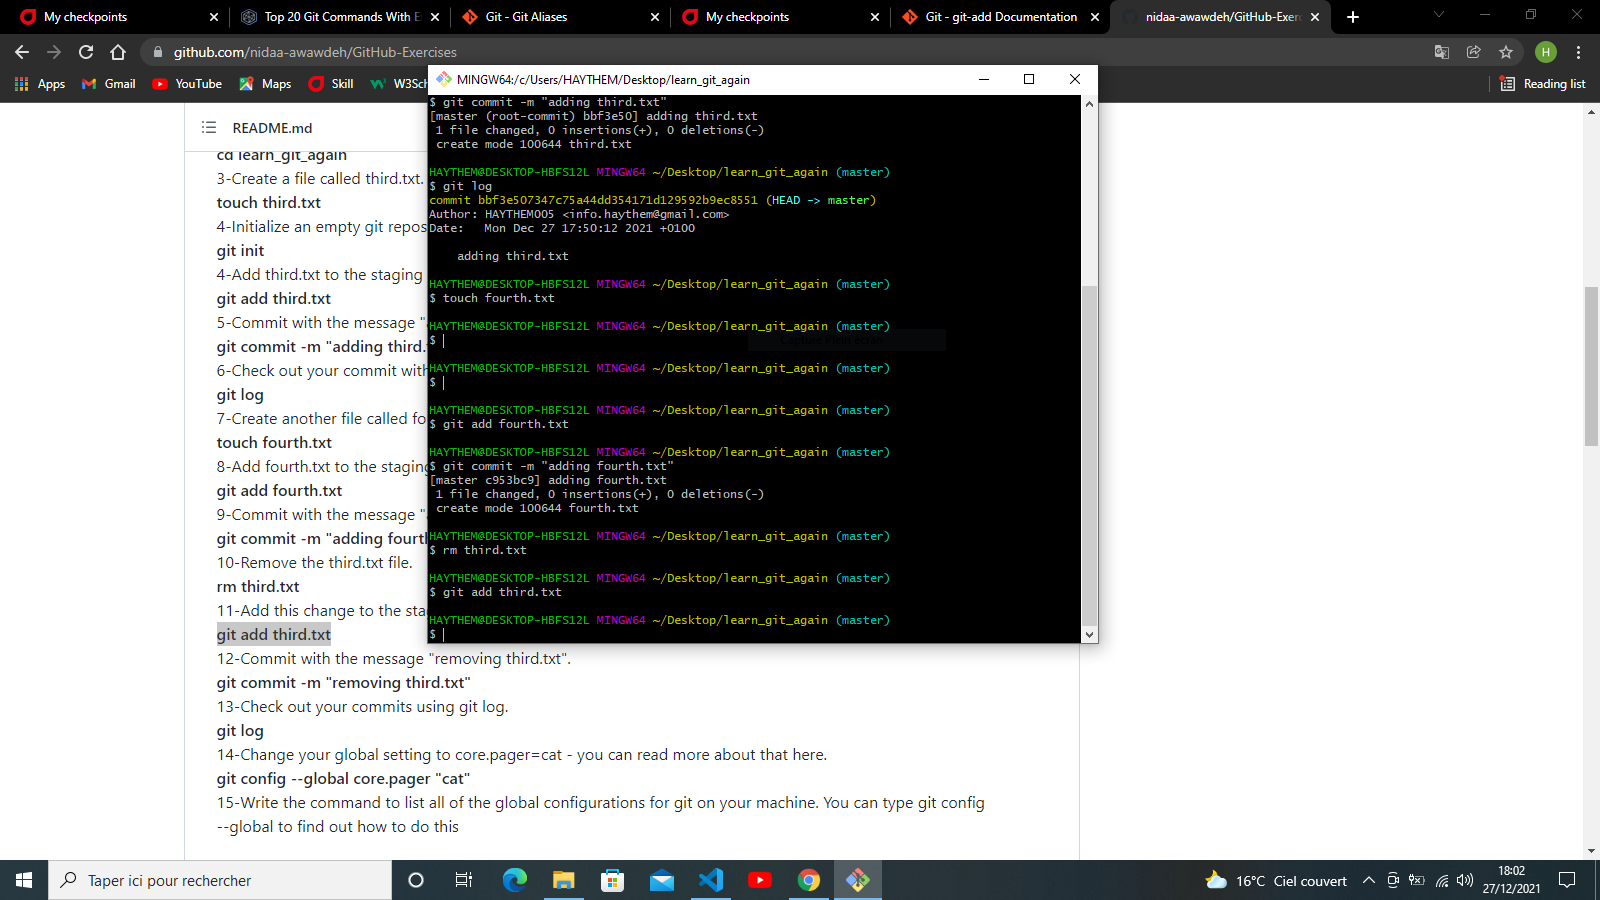 My checkpoints
Top 20 Git Commands With E
Git - Git Aliases
My checkpoints
Git - git-add Documentation
nidaa-awawdeh/GitHub-Exerc
github.com/nidaa-awawdeh/GitHub-Exercises
H
Apps
Gmail
YouTube
Maps
Skill
W3Sch
Reading list
README.md
cd learn_git_again
3-Create a file called third.txt.
touch third.txt
4-Initialize an empty git repos
git init
4-Add third.txt to the staging
git add third.txt
5-Commit with the message "
git commit -m "adding third.t
6-Check out your commit with
git log
7-Create another file called fo
touch fourth.txt
8-Add fourth.txt to the staging
git add fourth.txt
9-Commit with the message "
git commit -m "adding fourth
10-Remove the third.txt file.
rm third.txt
11-Add this change to the sta
git add third.txt
12-Commit with the message "removing third.txt".
git commit -m "removing third.txt"
13-Check out your commits using git log.
git log
14-Change your global setting to core.pager=cat - you can read more about that here.
git config --global core.pager "cat"
15-Write the command to list all of the global configurations for git on your machine. You can type git config
--global to find out how to do this
MINGW64:/c/Users/HAYTHEM/Desktop/learn_git_again
$ git commit -m "adding third.txt"
[master (root-commit) bbf3e50] adding third.txt
1 file changed, 0 insertions(+), 0 deletions(-)
create mode 100644 third.txt
HAYTHEM@DESKTOP-HBFS12L MINGW64 ~/Desktop/learn_git_again (master)
$ git log
commit bbf3e507347c75a44dd354171d129592b9ec8551 (HEAD -> master)
Author: HAYTHEM005 <info.haythem@gmail.com>
Date:   Mon Dec 27 17:50:12 2021 +0100
adding third.txt
HAYTHEM@DESKTOP-HBFS12L MINGW64 ~/Desktop/learn_git_again (master)
$ touch fourth.txt
HAYTHEM@DESKTOP-HBFS12L MINGW64 ~/Desktop/learn_git_again (master)
$
HAYTHEM@DESKTOP-HBFS12L MINGW64 ~/Desktop/learn_git_again (master)
$
HAYTHEM@DESKTOP-HBFS12L MINGW64 ~/Desktop/learn_git_again (master)
$ git add fourth.txt
HAYTHEM@DESKTOP-HBFS12L MINGW64 ~/Desktop/learn_git_again (master)
$ git commit -m "adding fourth.txt"
[master c953bc9] adding fourth.txt
1 file changed, 0 insertions(+), 0 deletions(-)
create mode 100644 fourth.txt
HAYTHEM@DESKTOP-HBFS12L MINGW64 ~/Desktop/learn_git_again (master)
$ rm third.txt
HAYTHEM@DESKTOP-HBFS12L MINGW64 ~/Desktop/learn_git_again (master)
$ git add third.txt
HAYTHEM@DESKTOP-HBFS12L MINGW64 ~/Desktop/learn_git_again (master)
$
Taper ici pour rechercher
16°C Ciel couvert
18:02
27/12/2021